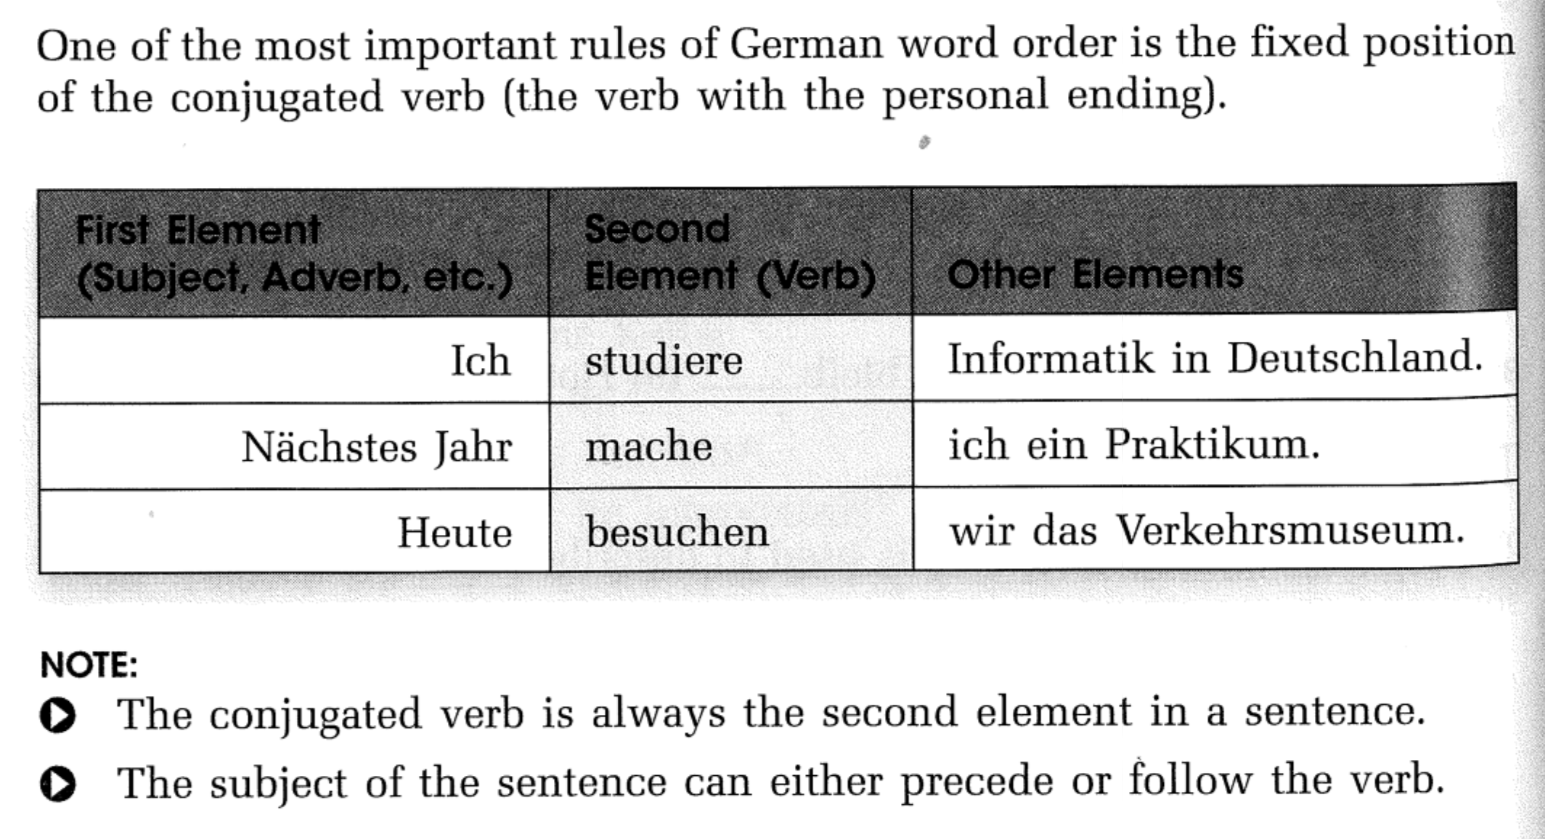 One of the most important rules of German word order is the fixed position
of the conjugated verb (the verb with the personal ending).
First Element
(Subject, Adverb, etc.)
Second
Element (Verb)
Other Elements
Ich studiere Informatik in Deutschland.
Nächstes Jahr mache ich ein Praktikum.
Heute besuchen wir das Verkehrsmuseum.
NOTE:
The conjugated verb is always the second element in a sentence.
The subject of the sentence can either precede or follow the verb.